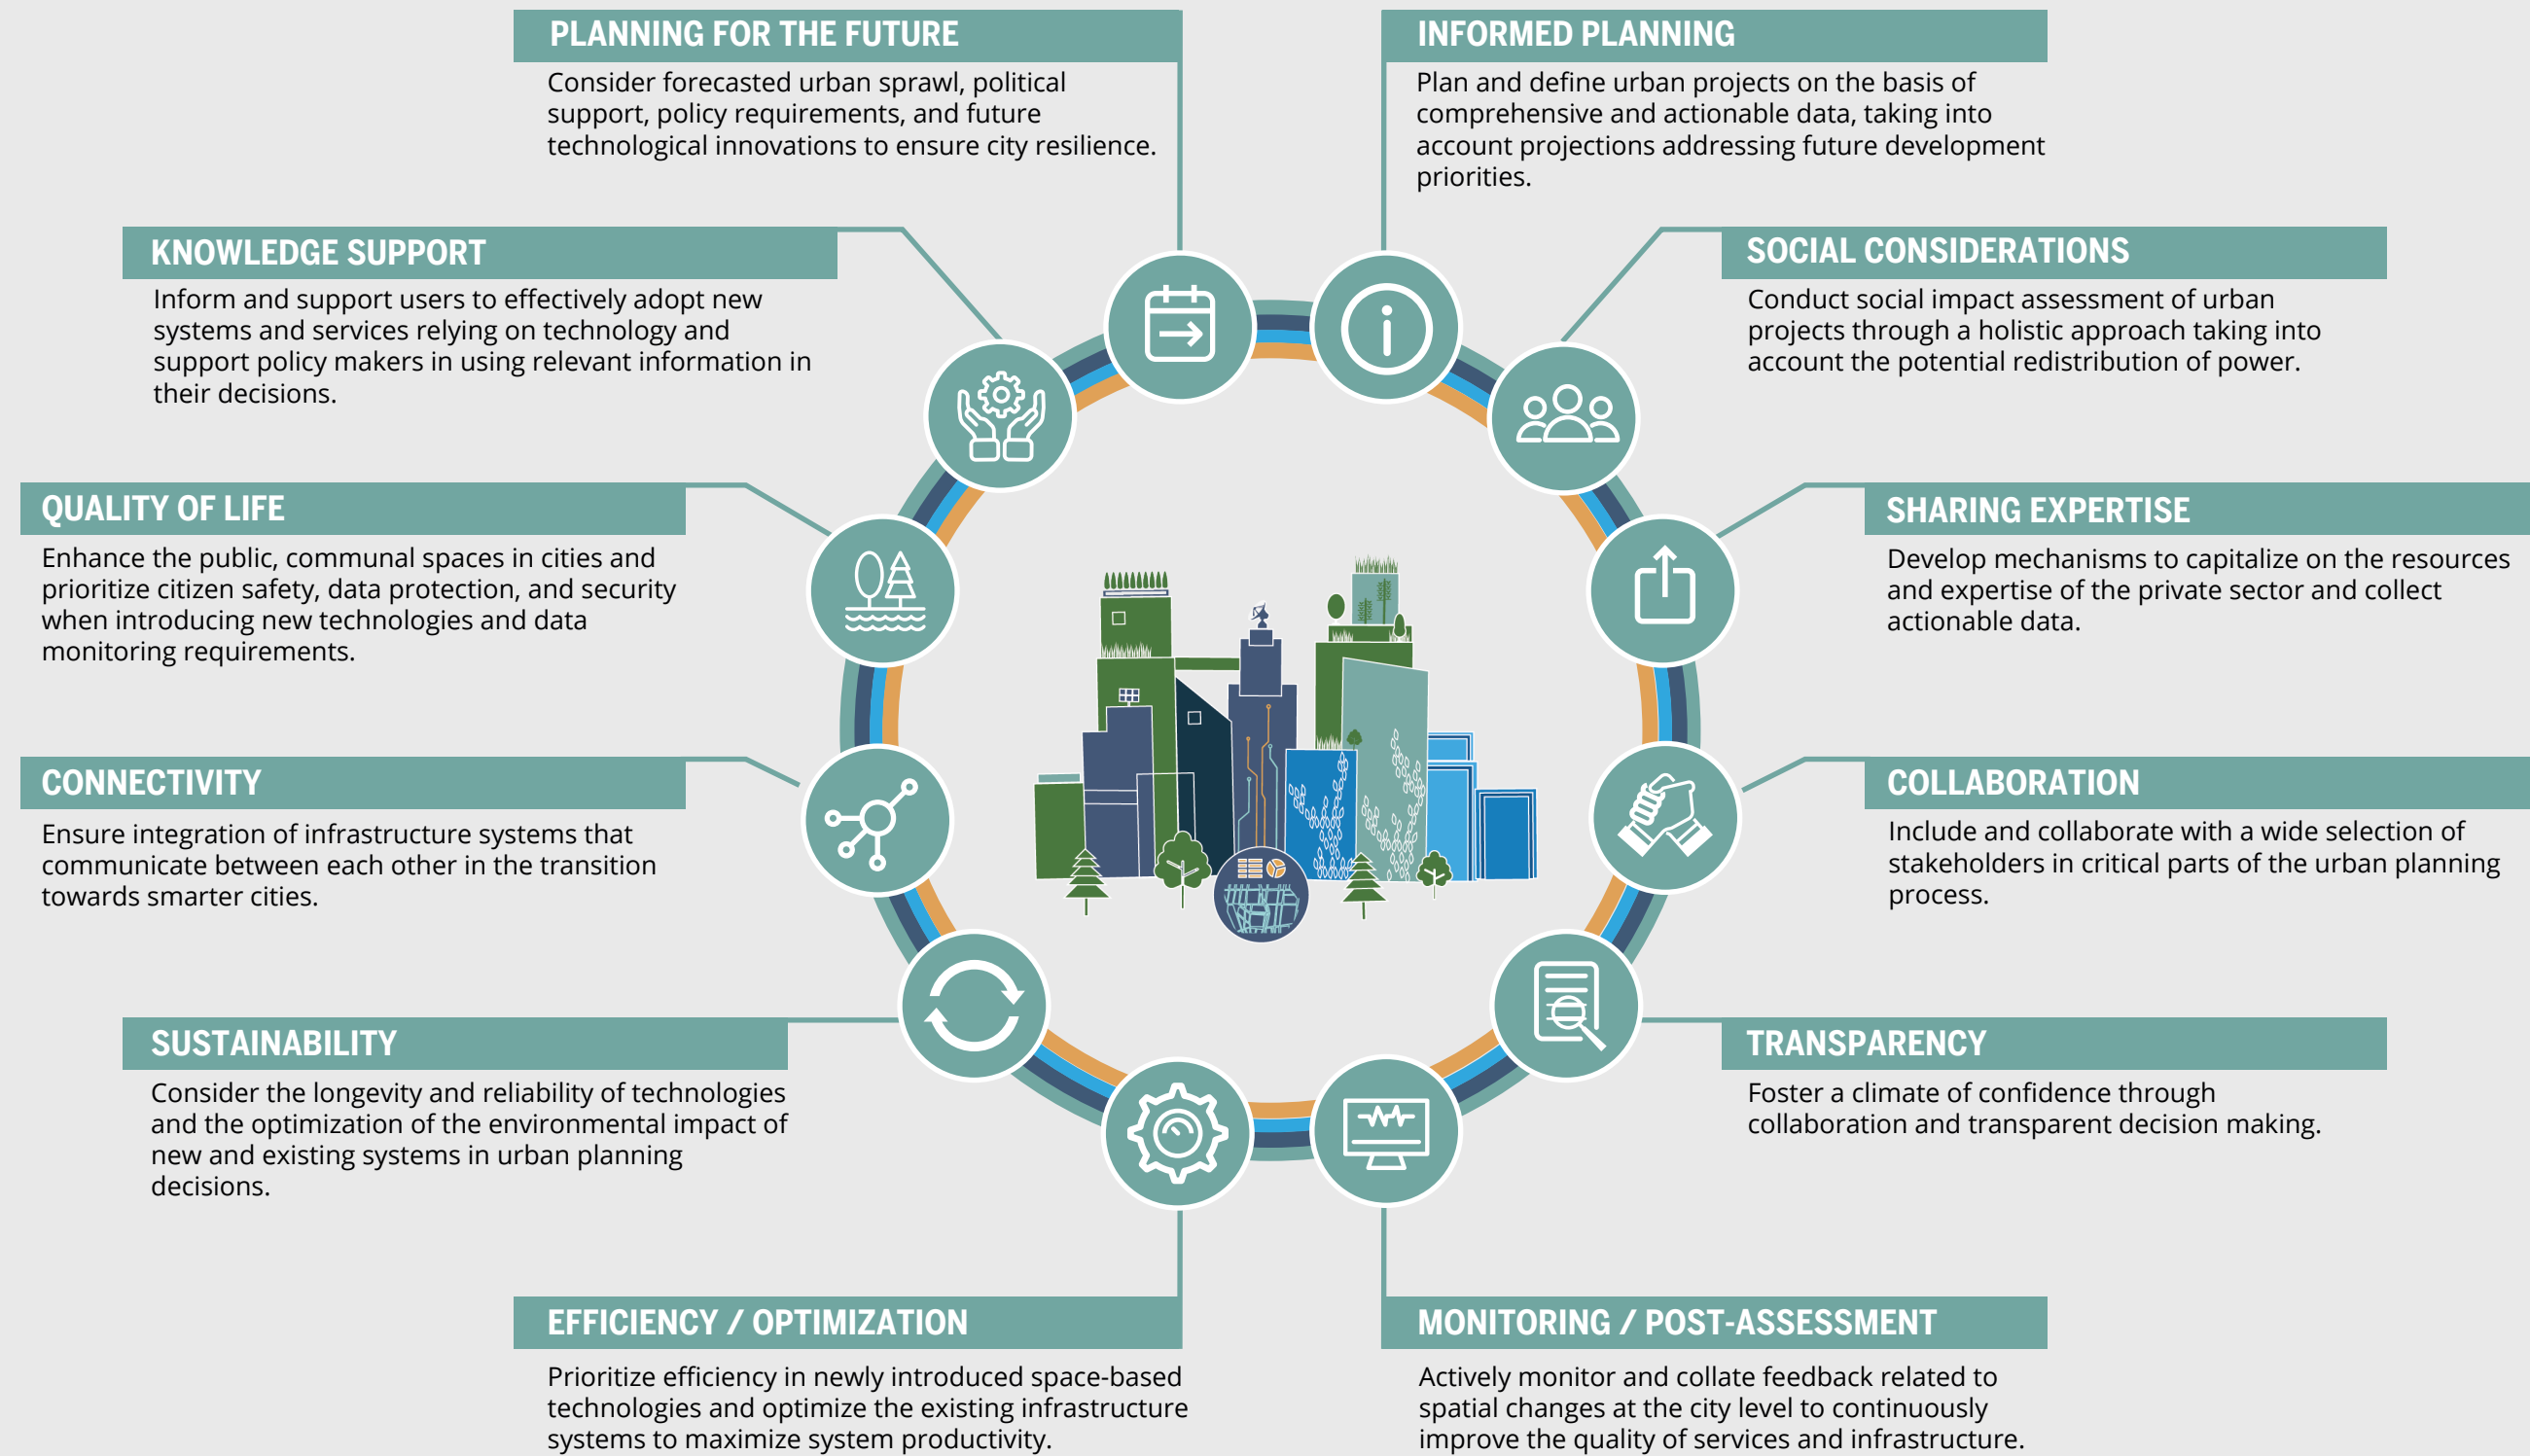 PLANNING FOR THE FUTURE
Consider forecasted urban sprawl, political
support, policy requirements, and future
technological innovations to ensure city resilience.
INFORMED PLANNING
Plan and define urban projects on the basis of
comprehensive and actionable data, taking into
account projections addressing future development
priorities.
KNOWLEDGE SUPPORT
Inform and support users to effectively adopt new
systems and services relying on technology and
support policy makers in using relevant information in
their decisions.
SOCIAL CONSIDERATIONS
Conduct social impact assessment of urban
projects through a holistic approach taking into
account the potential redistribution of power.
QUALITY OF LIFE
Enhance the public, communal spaces in cities and
prioritize citizen safety, data protection, and security
when introducing new technologies and data
monitoring requirements.
SHARING EXPERTISE
Develop mechanisms to capitalize on the resources
and expertise of the private sector and collect
actionable data.
CONNECTIVITY
Ensure integration of infrastructure systems that
communicate between each other in the transition
towards smarter cities.
COLLABORATION
Include and collaborate with a wide selection of
stakeholders in critical parts of the urban planning
process.
SUSTAINABILITY
Consider the longevity and reliability of technologies
and the optimization of the environmental impact of
new and existing systems in urban planning
decisions.
TRANSPARENCY
Foster a climate of confidence through
collaboration and transparent decision making.
EFFICIENCY / OPTIMIZATION
Prioritize efficiency in newly introduced space-based
technologies and optimize the existing infrastructure
systems to maximize system productivity.
MONITORING / POST-ASSESSMENT
Actively monitor and collate feedback related to
spatial changes at the city level to continuously
improve the quality of services and infrastructure.